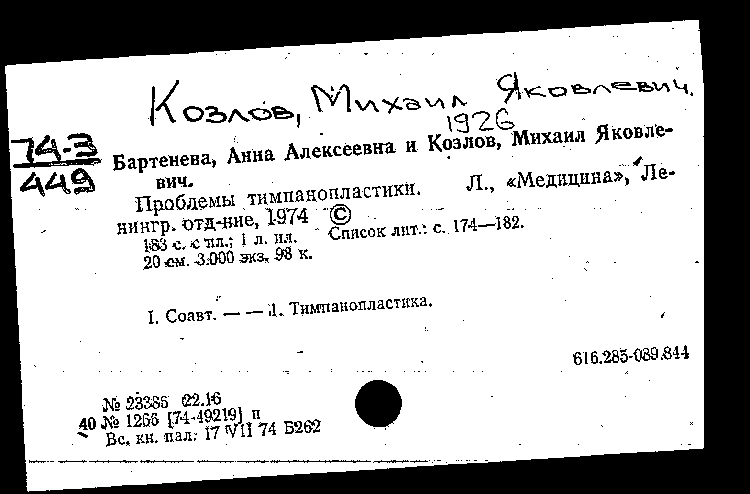 Козлов, Михаил Яковлевич,
1926
74-3
449
Бартенева, Анна Алексеевна и Козлов, Михаил Яковле-
вич.
Проблемы тимпанопластики. Л., «Медицина», Ле-
нингр. отд-ние, 1974 ©
183 с. с ил.; 1 л. ил. Список лит.: с. 174—182.
20 см. 3.000 экз. 98 к.
I. Соавт. — — 1. Тимпанопластика.
616.285-089.844
№ 23385 22.16
40 № 1266 [74-49219] п
Вс. кн. пал: 17 VII 74 Б262